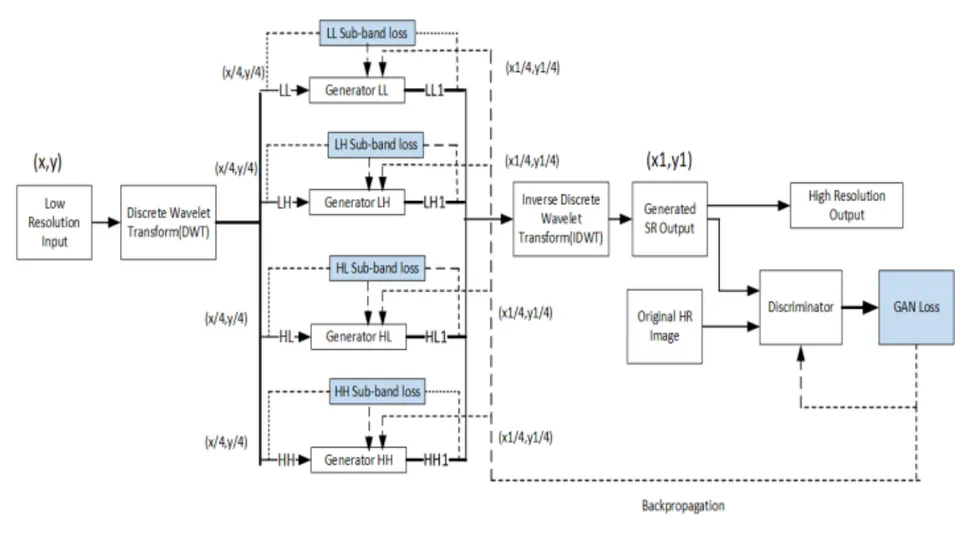 LL Sub-band loss
(x/4,y/4)
(x1/4,y1/4)
LL
Generator LL
LL1
LH Sub-band loss
(x,y)
(x/4,y/4)
(x1/4,y1/4)
(x1,y1)
Low
Resolution
Input
Discrete Wavelet
Transform(DWT)
LH
Generator LH
LH1
Inverse Discrete
Wavelet
Transform(IDWT)
Generated
SR Output
High Resolution
Output
HL Sub-band loss
(x/4,y/4)
(x1/4,y1/4)
HL
Generator HL
HL1
Original HR
Image
Discriminator
GAN Loss
HH Sub-band loss
(x/4,y/4)
(x1/4,y1/4)
HH
Generator HH
HH1
Backpropagation